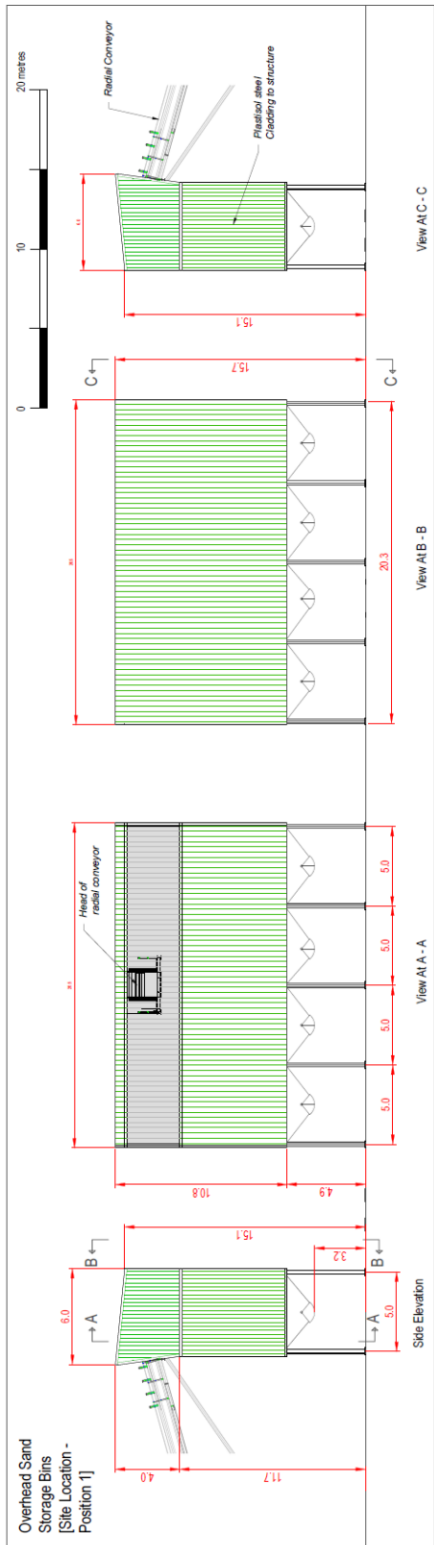 Overhead Sand
Storage Bins
[Site Location -
Position 1]
0
10
20 metres
6.0
A
A
B
B
4.0
11.7
15.1
3.2
5.0
Side Elevation
Head of
radial conveyor
10.8
4.9
5.0
5.0
5.0
5.0
View At A - A
20.3
View At B - B
C
C
15.7
15.1
Radial Conveyor
Plastisol steel
Cladding to structure
View At C - C